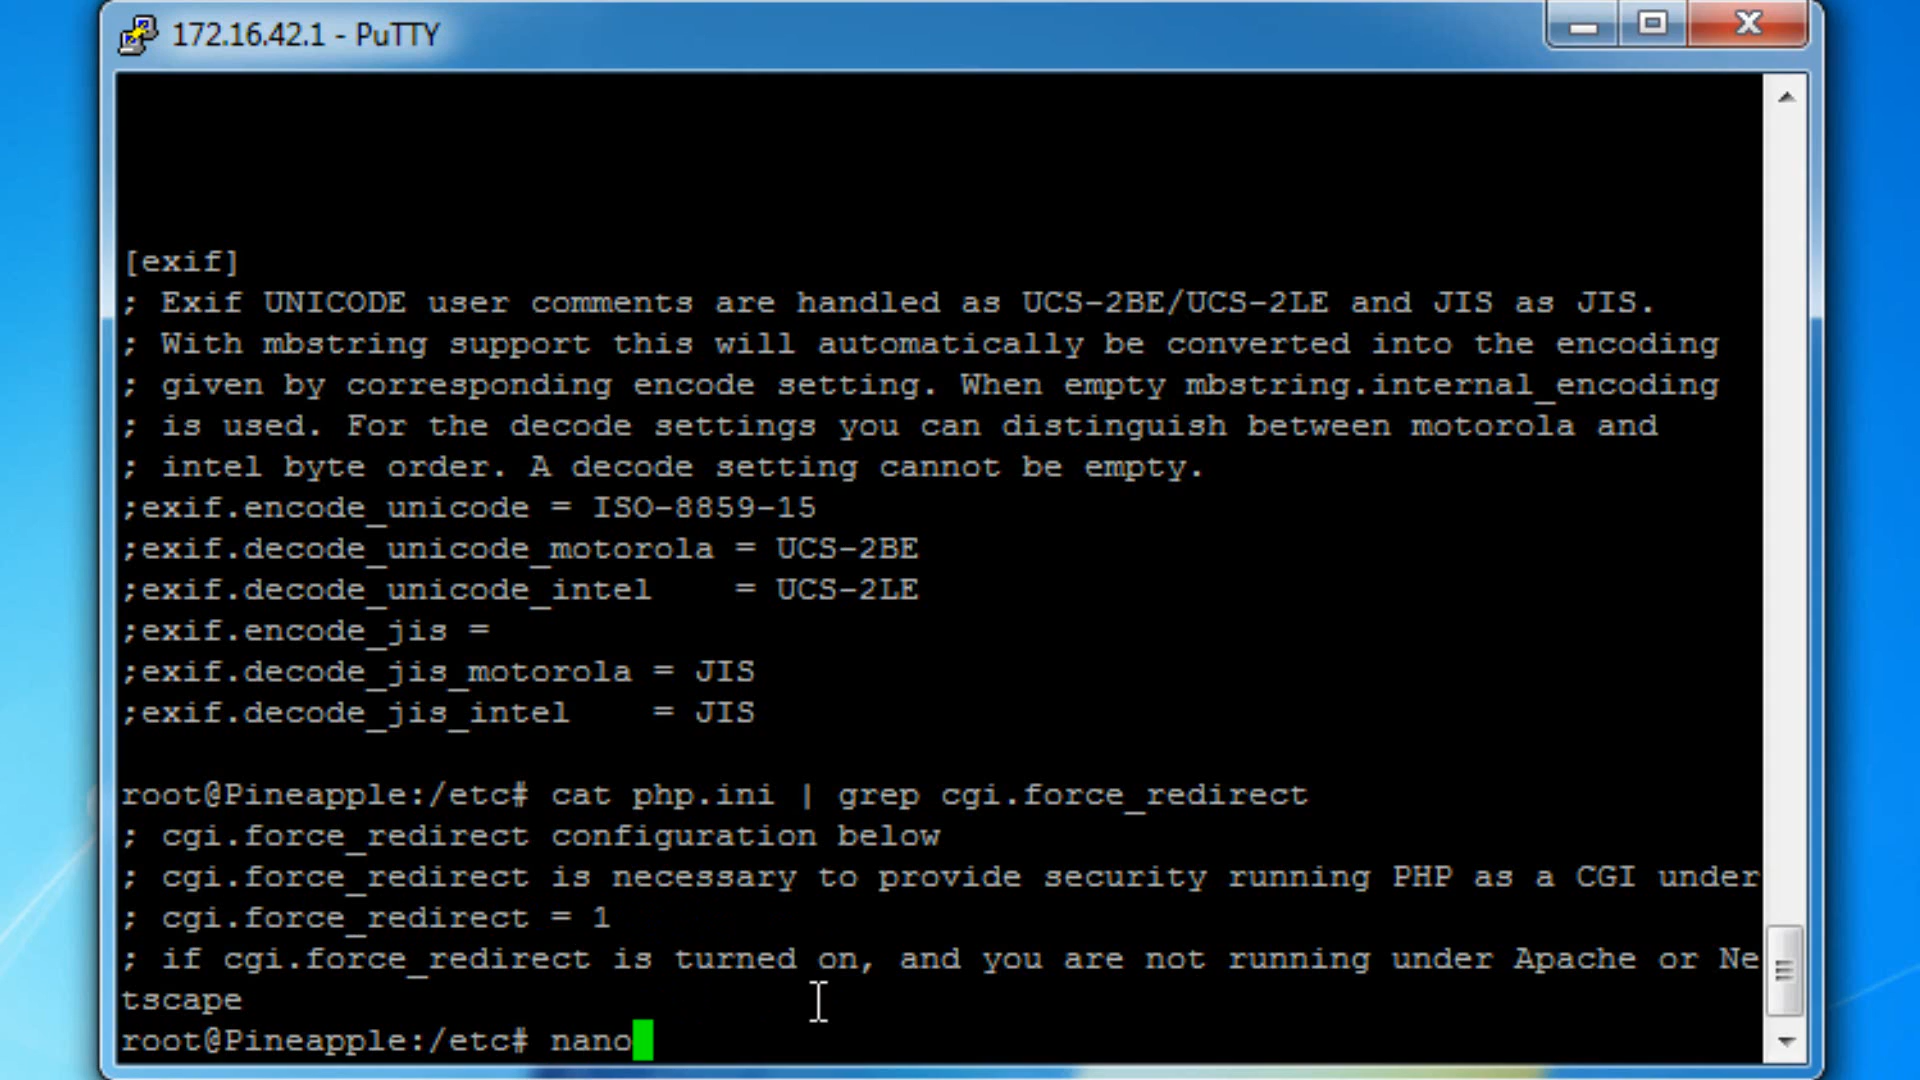 172.16.42.1 - PuTTY
[exif]
; Exif UNICODE user comments are handled as UCS-2BE/UCS-2LE and JIS as JIS.
; With mbstring support this will automatically be converted into the encoding
; given by corresponding encode setting. When empty mbstring.internal_encoding
; is used. For the decode settings you can distinguish between motorola and
; intel byte order. A decode setting cannot be empty.
;exif.encode_unicode = ISO-8859-15
;exif.decode_unicode_motorola = UCS-2BE
;exif.decode_unicode_intel    = UCS-2LE
;exif.encode_jis =
;exif.decode_jis_motorola = JIS
;exif.decode_jis_intel    = JIS
root@Pineapple:/etc# cat php.ini | grep cgi.force_redirect
; cgi.force_redirect configuration below
; cgi.force_redirect is necessary to provide security running PHP as a CGI under
; cgi.force_redirect = 1
; if cgi.force_redirect is turned on, and you are not running under Apache or Ne
tscape
root@Pineapple:/etc# nano